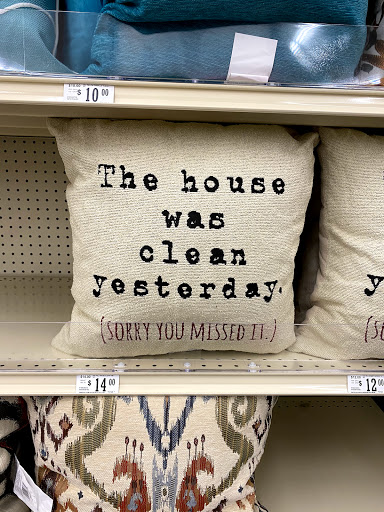 $ 10 00
The house
was
clean
yesterday.
(SORRY YOU MISSED IT.)
$ 14 00
$ 12 00